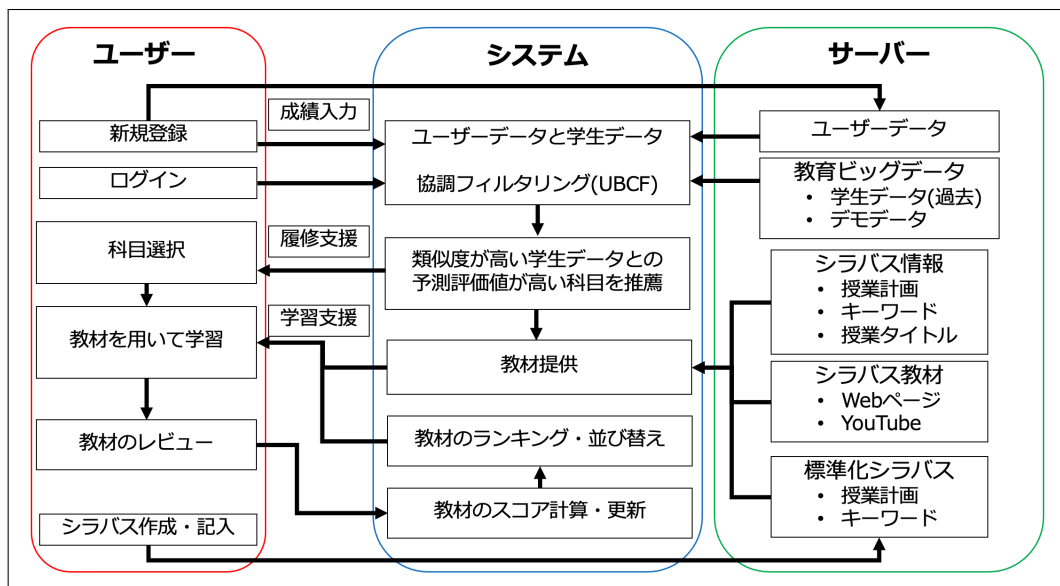 ユーザー
新規登録
ログイン
科目選択
教材を用いて学習
教材のレビュー
シラバス作成・記入
成績入力
履修支援
学習支援
システム
ユーザーデータと学生データ
協調フィルタリング(UBCF)
類似度が高い学生データとの
予測評価値が高い科目を推薦
教材提供
教材のランキング・並び替え
教材のスコア計算・更新
サーバー
ユーザーデータ
教育ビッグデータ
• 学生データ(過去)
• デモデータ
シラバス情報
• 授業計画
• キーワード
• 授業タイトル
シラバス教材
• Webページ
• YouTube
標準化シラバス
• 授業計画
• キーワード